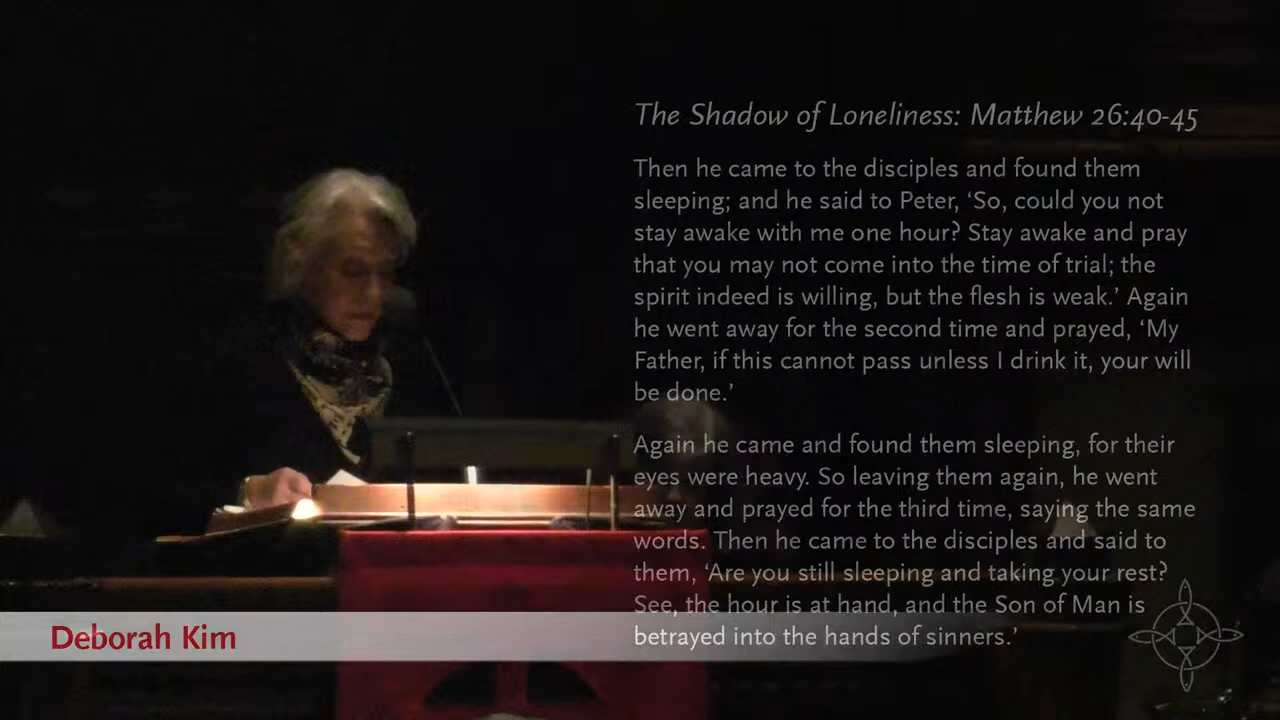 The Shadow of Loneliness: Matthew 26:40-45
Then he came to the disciples and found them
sleeping; and he said to Peter, ‘So, could you not
stay awake with me one hour? Stay awake and pray
that you may not come into the time of trial; the
spirit indeed is willing, but the flesh is weak.’ Again
he went away for the second time and prayed, ‘My
Father, if this cannot pass unless I drink it, your will
be done.’
Again he came and found them sleeping, for their
eyes were heavy. So leaving them again, he went
away and prayed for the third time, saying the same
words. Then he came to the disciples and said to
them, ‘Are you still sleeping and taking your rest?
See, the hour is at hand, and the Son of Man is
betrayed into the hands of sinners.’
Deborah Kim